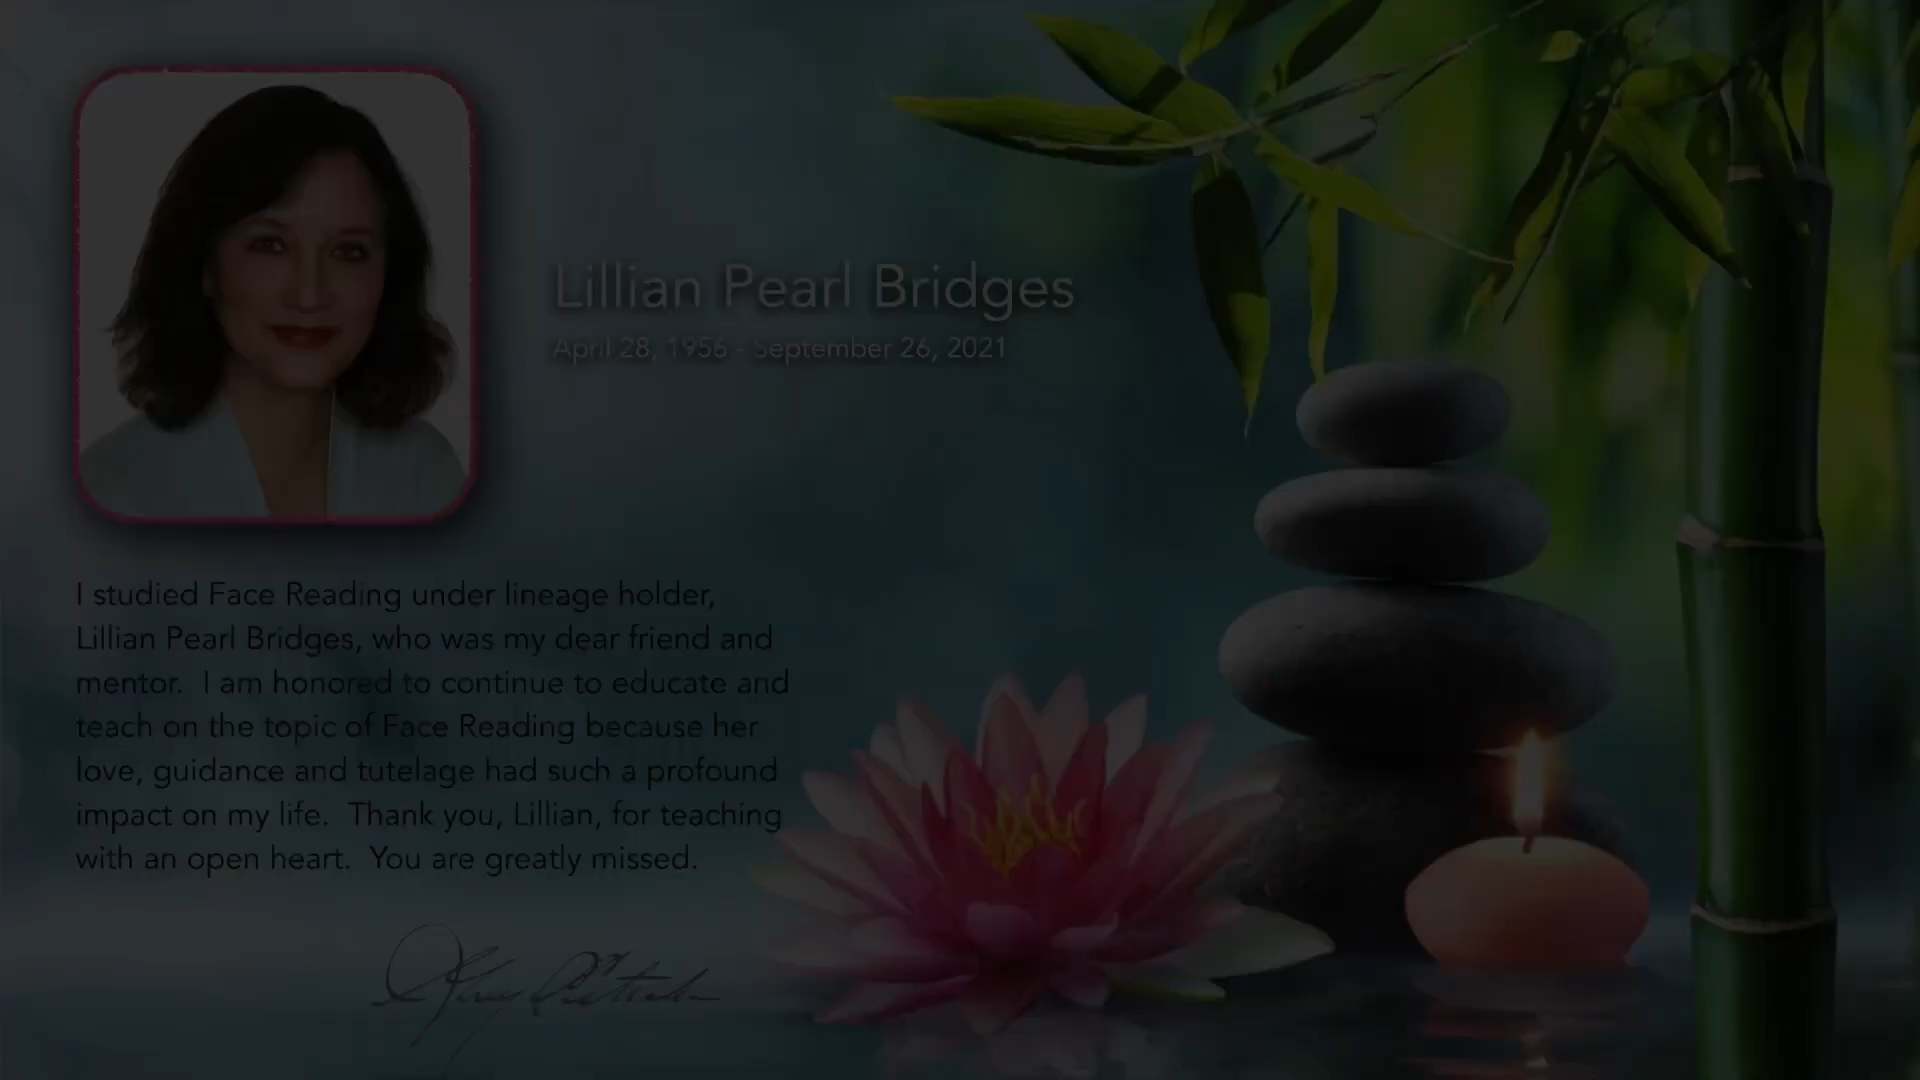 Lillian Pearl Bridges
April 28, 1956 - September 26, 2021
I studied Face Reading under lineage holder,
Lillian Pearl Bridges, who was my dear friend and
mentor.  I am honored to continue to educate and
teach on the topic of Face Reading because her
love, guidance and tutelage had such a profound
impact on my life.  Thank you, Lillian, for teaching
with an open heart.  You are greatly missed.